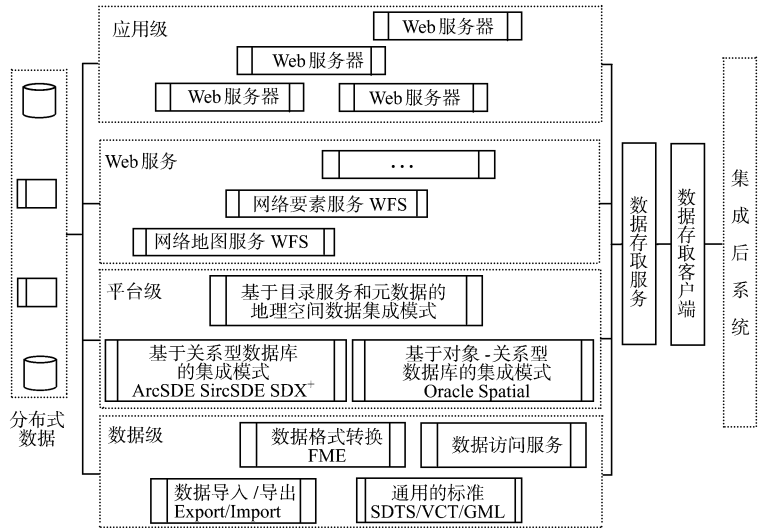 应用级
Web服务器
Web服务器
Web服务器
Web服务器
Web服务
···
网络要素服务 WFS
网络地图服务 WFS
平台级
基于目录服务和元数据的
地理空间数据集成模式
基于关系型数据库
的集成模式
ArcSDE SircSDE SDX+
基于对象-关系型
数据库的集成模式
Oracle Spatial
数据级
数据格式转换
FME
数据访问服务
数据导入/导出
Export/Import
通用的标准
SDTS/VCT/GML
分布式
数据
数据存取服务
数据存取客户端
集成后系统